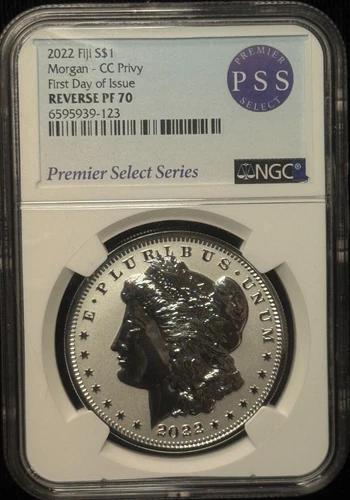 2022 Fiji S$1
Morgan - CC Privy
First Day of Issue
REVERSE PF 70
6595939-123
PREMIER
PSS
SELECT
Premier Select Series
NGC®
E·PLURIBUS·UNUM
2022